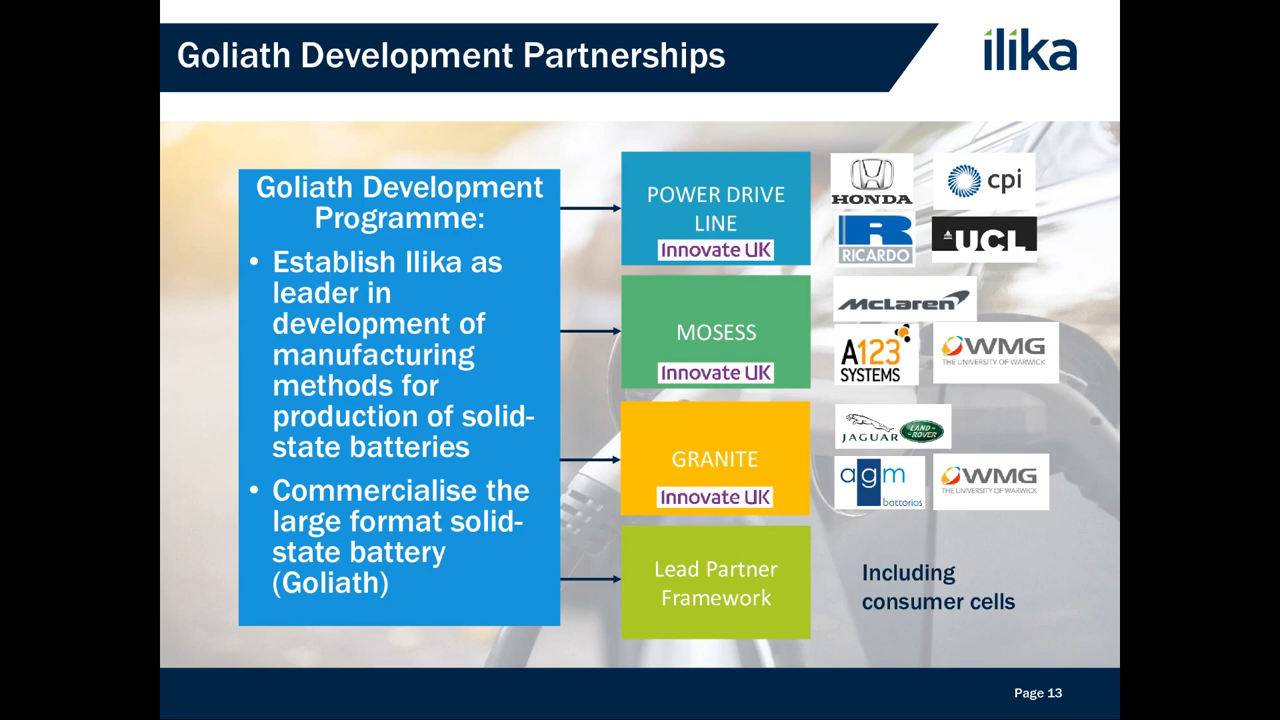 Goliath Development Partnerships
ilika
Goliath Development
Programme:
• Establish Ilika as
leader in
development of
manufacturing
methods for
production of solid-
state batteries
• Commercialise the
large format solid-
state battery
(Goliath)
POWER DRIVE
LINE
Innovate UK
HONDA
cpi
R
RICARDO
UCL
MOSESS
Innovate UK
McLaren
A123
SYSTEMS
WMG
THE UNIVERSITY OF WARWICK
GRANITE
Innovate UK
JAGUAR
LAND-
-ROVER
agm
batteries
WMG
THE UNIVERSITY OF WARWICK
Lead Partner
Framework
Including
consumer cells
Page 13